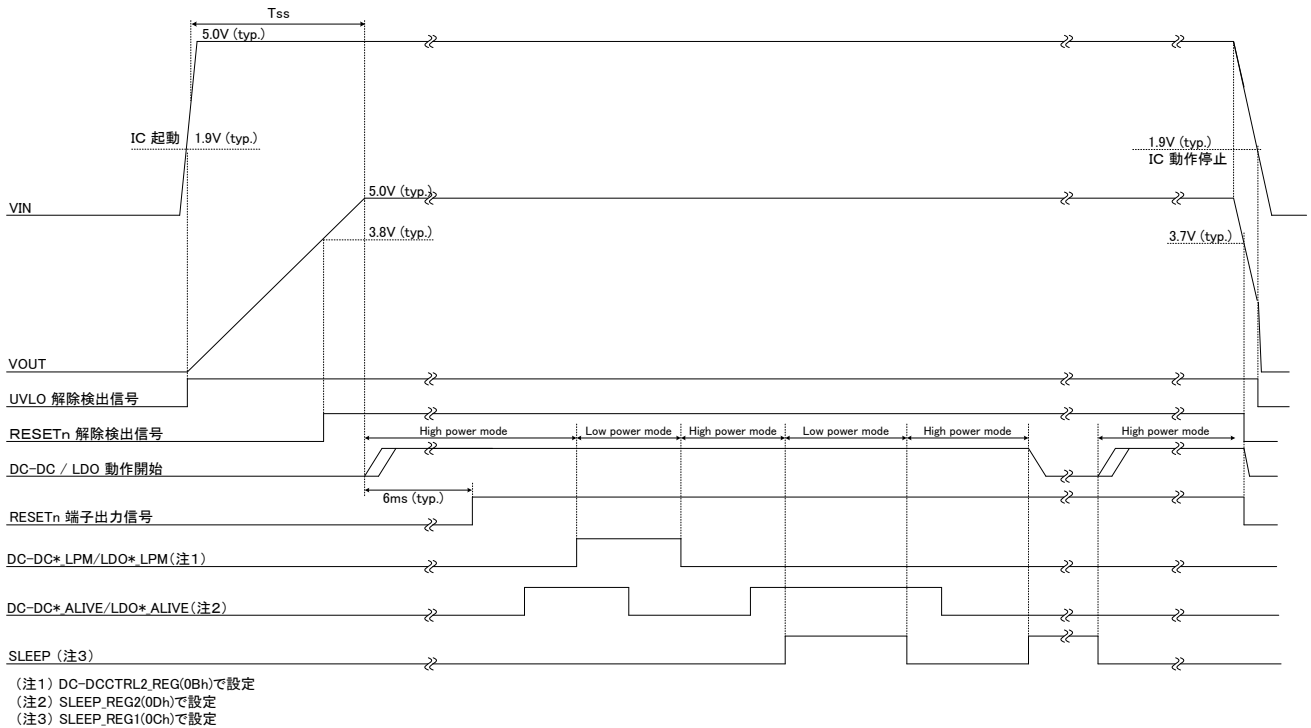 Tss
5.0V (typ.)
IC 起動
1.9V (typ.)
1.9V (typ.)
IC 動作停止
VIN
5.0V (typ.)
3.8V (typ.)
3.7V (typ.)
VOUT
UVLO 解除検出信号
RESETn 解除検出信号
High power mode
Low power mode
High power mode
Low power mode
High power mode
High power mode
DC-DC / LDO 動作開始
6ms (typ.)
RESETn 端子出力信号
DC-DC*_LPM/LDO*_LPM(注1)
DC-DC*_ALIVE/LDO*_ALIVE(注2)
SLEEP (注3)
(注1) DC-DCCTRL2_REG(0Bh)で設定
(注2) SLEEP_REG2(0Dh)で設定
(注3) SLEEP_REG1(0Ch)で設定